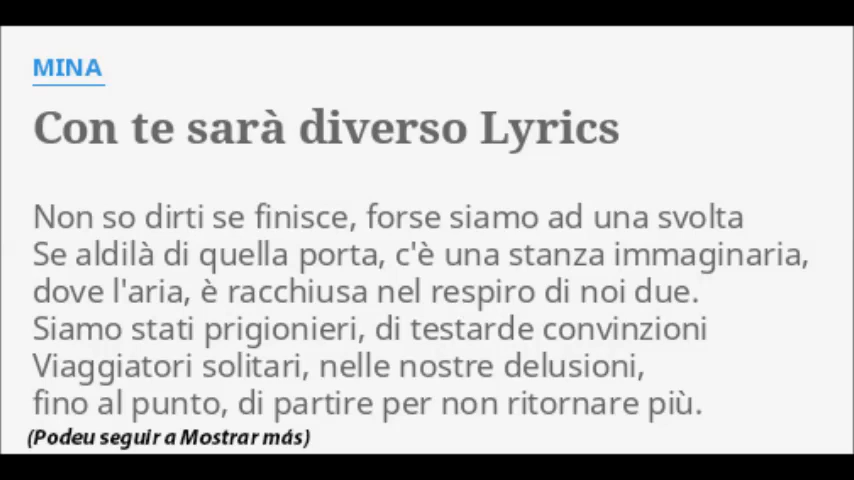 MINA
Con te sarà diverso Lyrics
Non so dirti se finisce, forse siamo ad una svolta
Se aldilà di quella porta, c'è una stanza immaginaria,
dove l'aria, è racchiusa nel respiro di noi due.
Siamo stati prigionieri, di testarde convinzioni
Viaggiatori solitari, nelle nostre delusioni,
fino al punto, di partire per non ritornare più.
(Podeu seguir a Mostrar más)